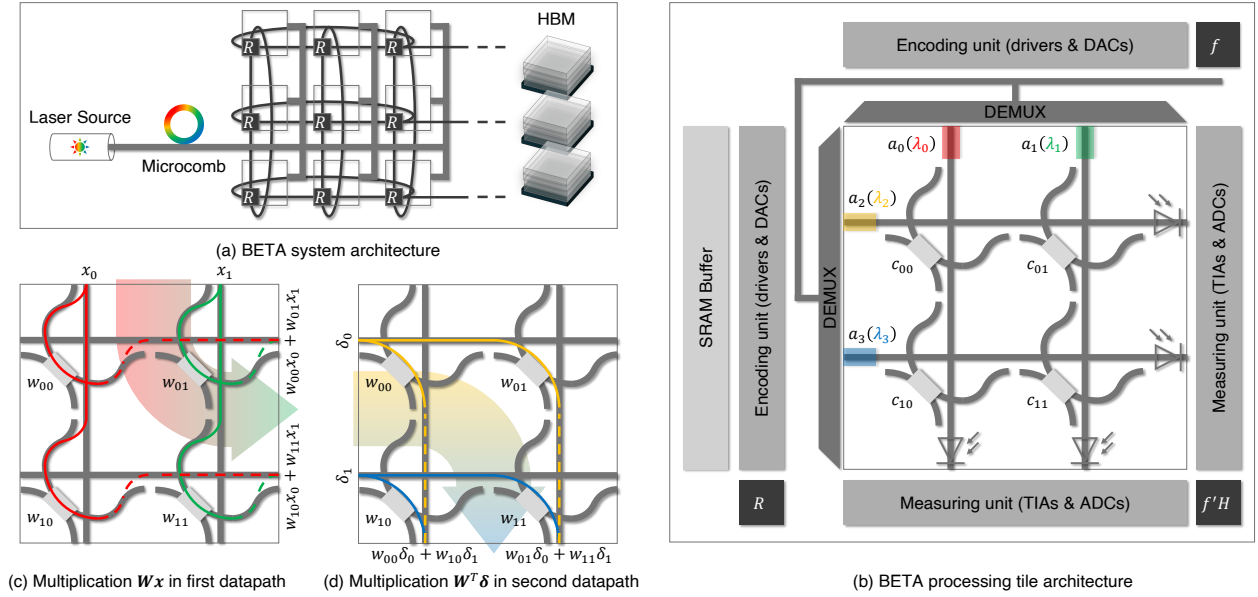 HBM
R R R
R R R
R R R
Laser Source
Microcomb
(a) BETA system architecture
x₀ x₁
w₀₀ w₀₁
w₁₀ w₁₁
w₀₀x₀ + w₀₁x₁
w₁₀x₀ + w₁₁x₁
(c) Multiplication Wx in first datapath
δ₀
δ₁
w₀₀ w₀₁
w₁₀ w₁₁
w₀₀δ₀ + w₁₀δ₁ w₀₁δ₀ + w₁₁δ₁
(d) Multiplication Wᵀδ in second datapath
Encoding unit (drivers & DACs)
f
DEMUX
a₀(λ₀) a₁(λ₁)
a₂(λ₂)
c₀₀ c₀₁
a₃(λ₃)
c₁₀ c₁₁
SRAM Buffer
Encoding unit (drivers & DACs)
DEMUX
Measuring unit (TIAs & ADCs)
R
Measuring unit (TIAs & ADCs)
f′H
(b) BETA processing tile architecture